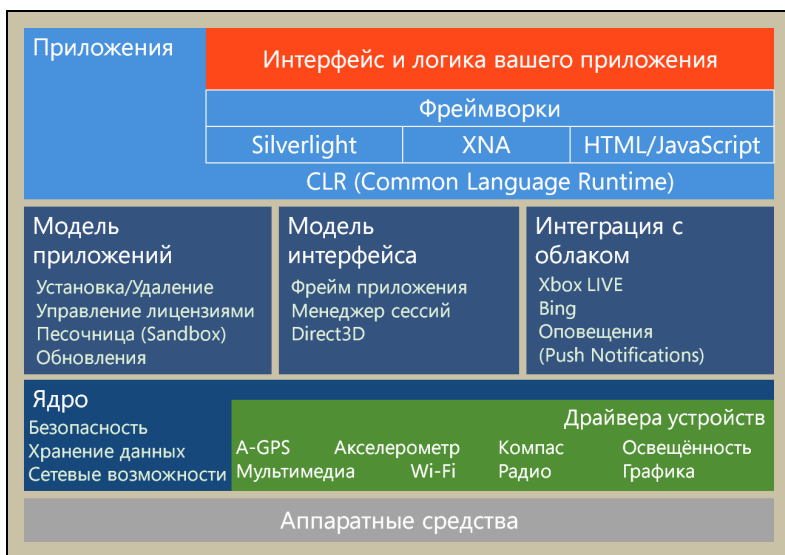 Приложения
Интерфейс и логика вашего приложения
Фреймворки
Silverlight
XNA
HTML/JavaScript
CLR (Common Language Runtime)
Модель
приложений
Установка/Удаление
Управление лицензиями
Песочница (Sandbox)
Обновления
Модель
интерфейса
Фрейм приложения
Менеджер сессий
Direct3D
Интеграция с
облаком
Xbox LIVE
Bing
Оповещения
(Push Notifications)
Ядро
Безопасность
Хранение данных
Сетевые возможности
Драйвера устройств
A-GPS Акселерометр Компас Освещённость
Мультимедиа Wi-Fi Радио Графика
Аппаратные средства